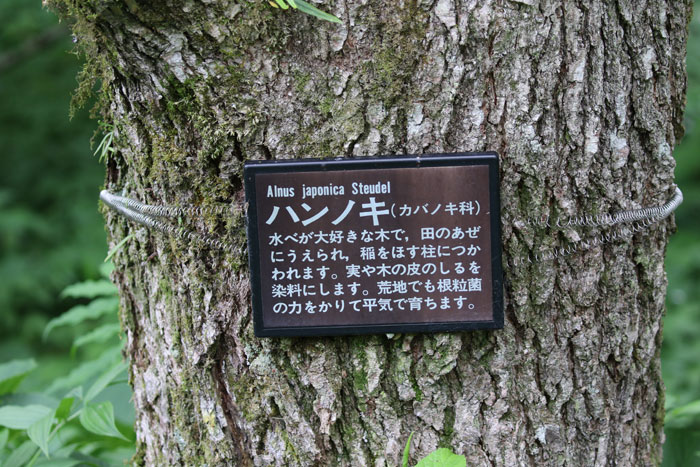 Alnus japonica Steudel
ハンノキ(カバノキ科)
水べが大好きな木で，田のあぜ
にうえられ，稲をほす柱につか
われます。実や木の皮のしるを
染料にします。荒地でも根粒菌
の力をかりて平気で育ちます。